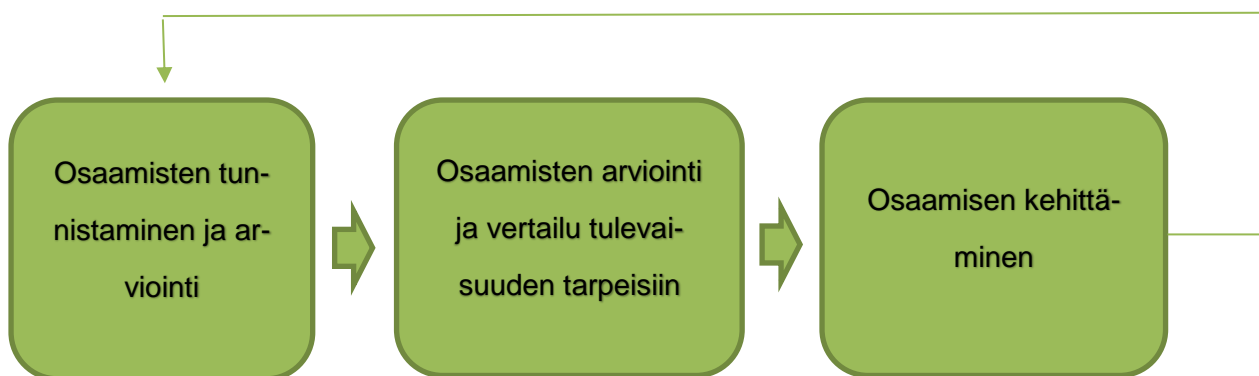 Osaamisten tun-
nistaminen ja ar-
viointi
Osaamisten arviointi
ja vertailu tulevai-
suuden tarpeisiin
Osaamisen kehittä-
minen